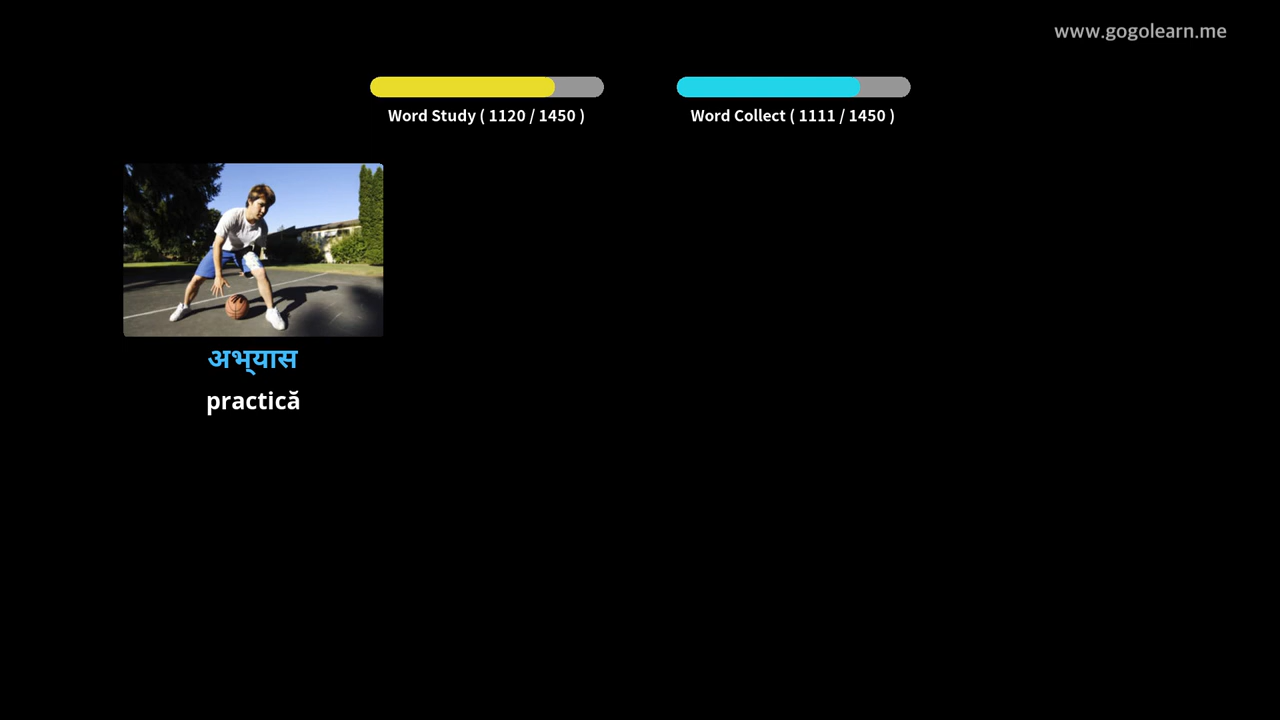 www.gogolearn.me
Word Study ( 1120 / 1450 )
Word Collect ( 1111 / 1450 )
अभ्यास
practică